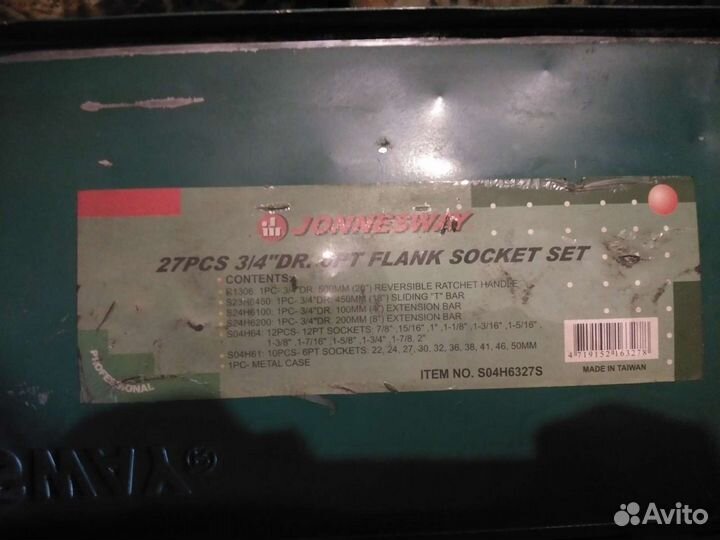 JONNESWAY
27PCS 3/4"DR. 6PT FLANK SOCKET SET
CONTENTS:
S1306. 1PC- 3/4"DR. 500MM (20") REVERSIBLE RATCHET HANDLE
S23H6450. 1PC- 3/4"DR. 450MM (18") SLIDING "T" BAR
S24H6100. 1PC- 3/4"DR. 100MM (4") EXTENSION BAR
S24H6200: 1PC- 3/4"DR. 200MM (8") EXTENSION BAR
S04H64: 12PCS- 12PT SOCKETS: 7/8" ,15/16" ,1" ,1-1/8" ,1-3/16" ,1-5/16" ,
1-3/8" ,1-7/16" ,1-5/8" ,1-3/4" ,1-7/8, 2"
S04H61: 10PCS- 6PT SOCKETS: 22, 24, 27, 30, 32, 36, 38, 41, 46, 50MM
1PC- METAL CASE
ITEM NO. S04H6327S
4 719152 163278
MADE IN TAIWAN
PROFESSIONAL
SWAY®
Avito